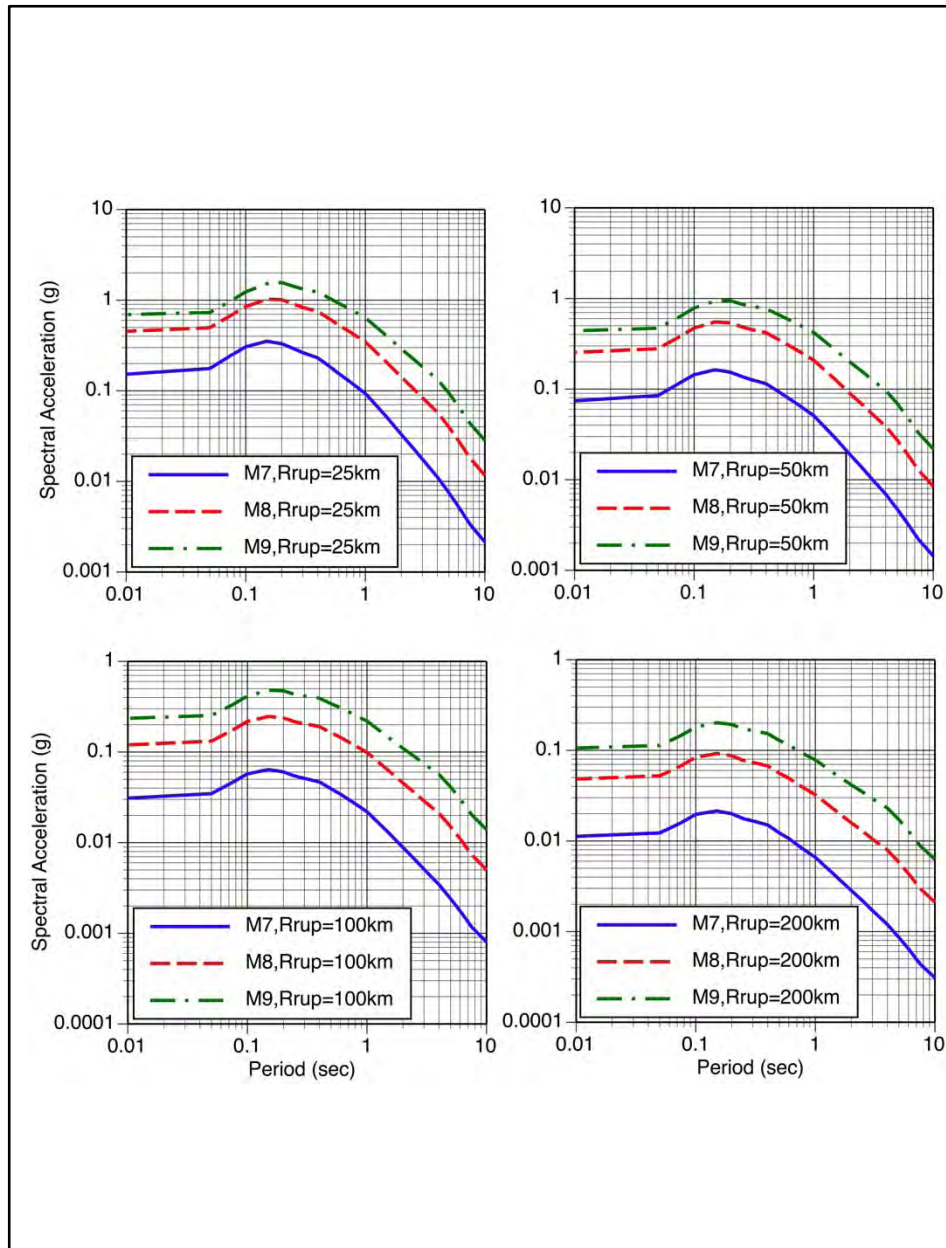 10
1
0.1
0.01
0.001
Spectral Acceleration (g)
M7,Rrup=25km
M8,Rrup=25km
M9,Rrup=25km
0.01 0.1 1 10
10
1
0.1
0.01
0.001
M7,Rrup=50km
M8,Rrup=50km
M9,Rrup=50km
0.01 0.1 1 10
1
0.1
0.01
0.001
0.0001
Spectral Acceleration (g)
M7,Rrup=100km
M8,Rrup=100km
M9,Rrup=100km
0.01 0.1 1 10
Period (sec)
1
0.1
0.01
0.001
0.0001
M7,Rrup=200km
M8,Rrup=200km
M9,Rrup=200km
0.01 0.1 1 10
Period (sec)